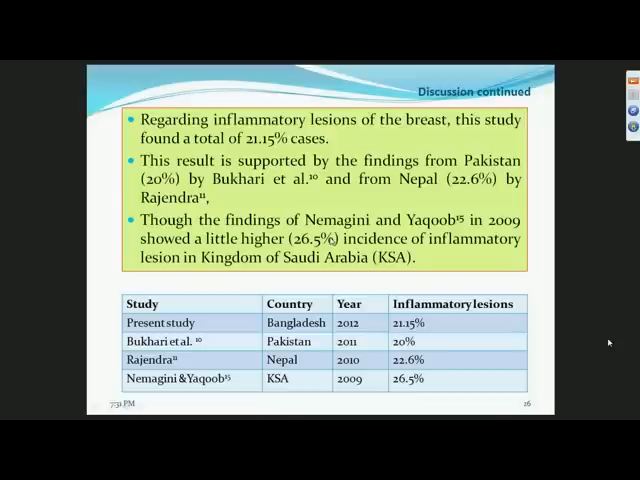 Discussion continued
• Regarding inflammatory lesions of the breast, this study
found a total of 21.15% cases.
• This result is supported by the findings from Pakistan
(20%) by Bukhari et al.¹⁰ and from Nepal (22.6%) by
Rajendra¹¹,
• Though the findings of Nemagini and Yaqoob¹⁵ in 2009
showed a little higher (26.5%) incidence of inflammatory
lesion in Kingdom of Saudi Arabia (KSA).
Study Country Year Inflammatory lesions
Present study Bangladesh 2012 21.15%
Bukhari et al. ¹⁰ Pakistan 2011 20%
Rajendra¹¹ Nepal 2010 22.6%
Nemagini & Yaqoob¹⁵ KSA 2009 26.5%
7:31 PM 16